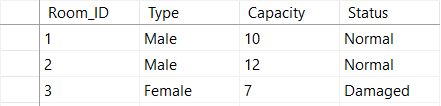 Room_ID Type Capacity Status
1 Male 10 Normal
2 Male 12 Normal
3 Female 7 Damaged